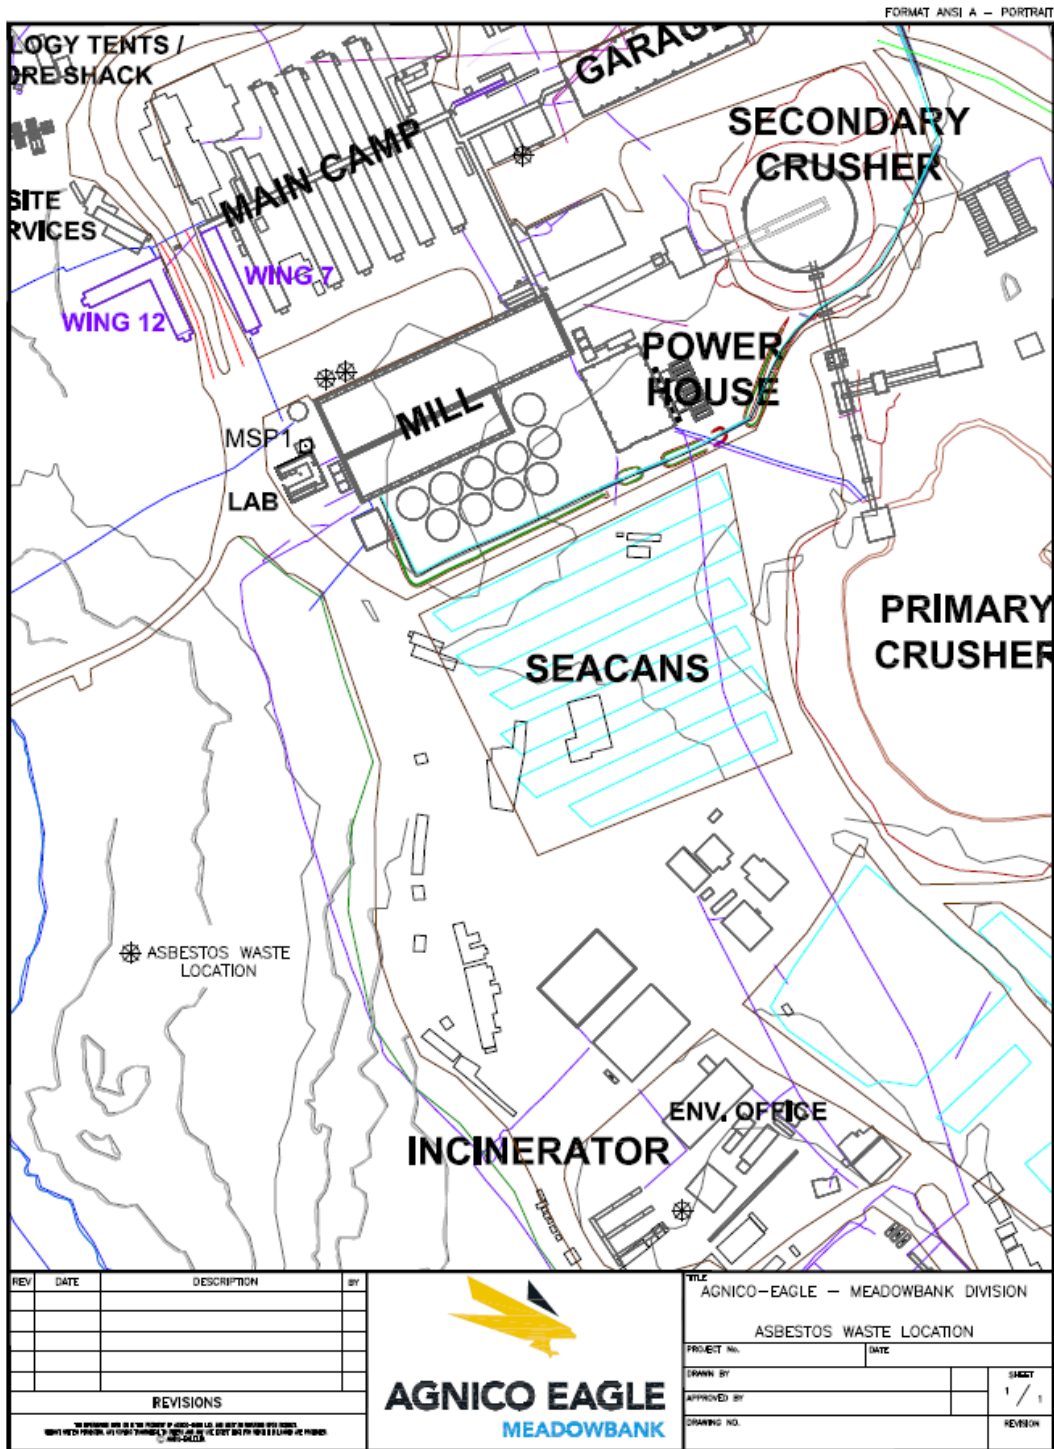 FORMAT ANSI A – PORTRAIT
LOGY TENTS /
ORE SHACK
GARAGE
SECONDARY
CRUSHER
MAIN CAMP
SITE
RVICES
WING 7
WING 12
POWER
HOUSE
MILL
MSP1
LAB
PRIMARY
CRUSHER
SEACANS
ASBESTOS WASTE
LOCATION
ENV. OFFICE
INCINERATOR
REV DATE DESCRIPTION BY
REVISIONS
AGNICO EAGLE
MEADOWBANK
TITLE
AGNICO-EAGLE – MEADOWBANK DIVISION
ASBESTOS WASTE LOCATION
PROJECT No. DATE
DRAWN BY SHEET
1 / 1
APPROVED BY
DRAWING NO. REVISION